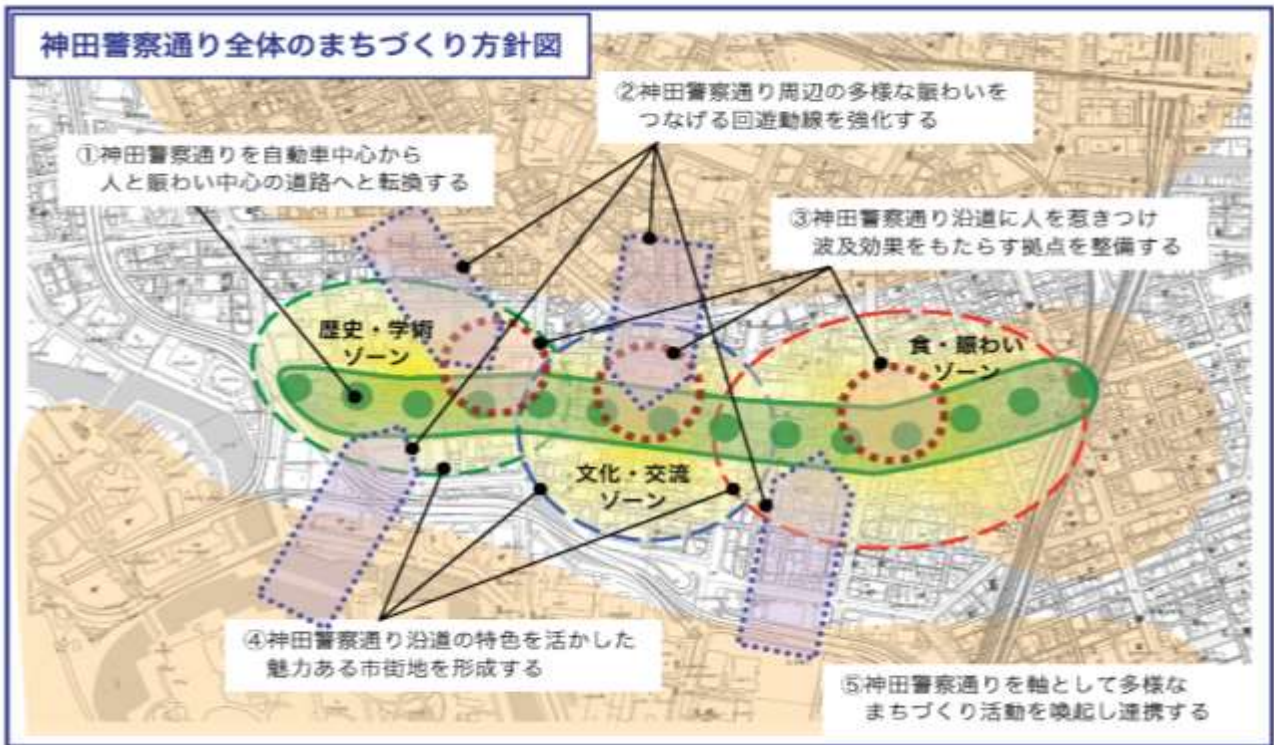 神田警察通り全体のまちづくり方針図
②神田警察通り周辺の多様な賑わいを
つなげる回遊動線を強化する
①神田警察通りを自動車中心から
人と賑わい中心の道路へと転換する
③神田警察通り沿道に人を惹きつけ
波及効果をもたらす拠点を整備する
歴史・学術
ゾーン
食・賑わい
ゾーン
文化・交流
ゾーン
④神田警察通り沿道の特色を活かした
魅力ある市街地を形成する
⑤神田警察通りを軸として多様な
まちづくり活動を喚起し連携する